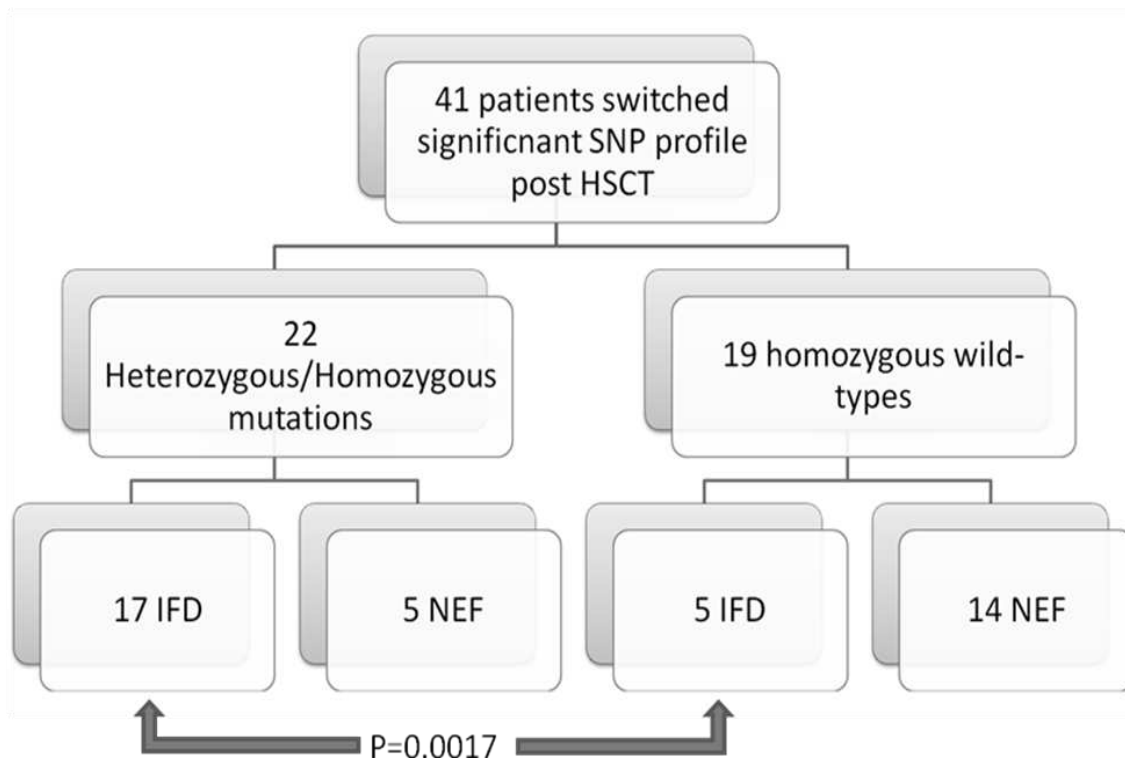 41 patients switched
significnant SNP profile
post HSCT
22
Heterozygous/Homozygous
mutations
19 homozygous wild-
types
17 IFD
5 NEF
5 IFD
14 NEF
P=0.0017